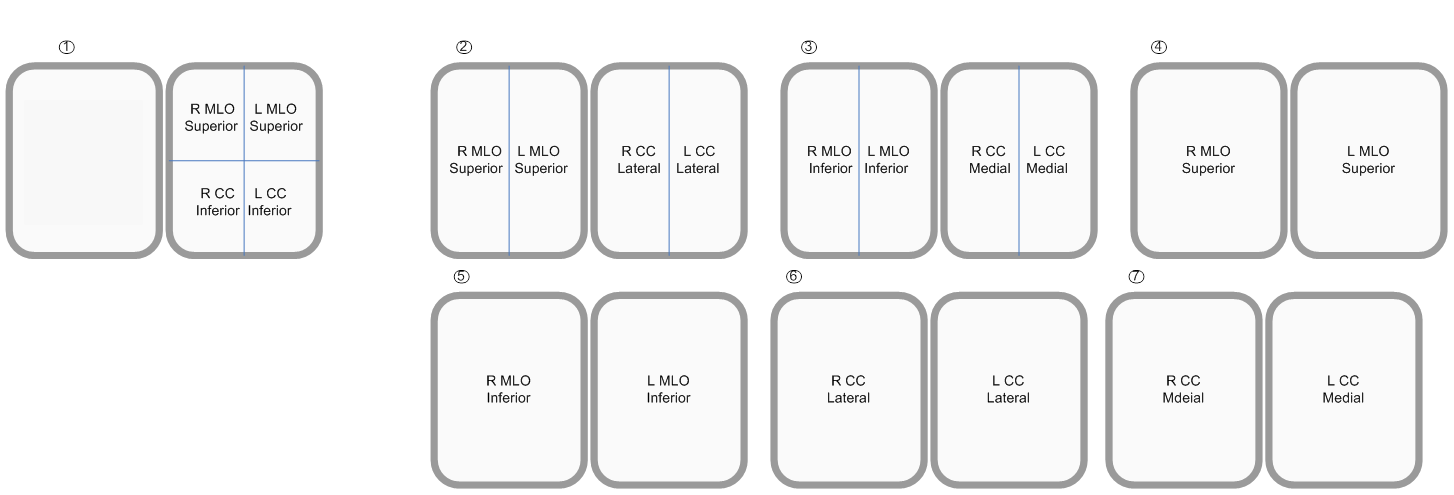 ①
R MLO
Superior
L MLO
Superior
R CC
Inferior
L CC
Inferior
②
R MLO
Superior
L MLO
Superior
R CC
Lateral
L CC
Lateral
③
R MLO
Inferior
L MLO
Inferior
R CC
Medial
L CC
Medial
④
R MLO
Superior
L MLO
Superior
⑤
R MLO
Inferior
L MLO
Inferior
⑥
R CC
Lateral
L CC
Lateral
⑦
R CC
Mdeial
L CC
Medial